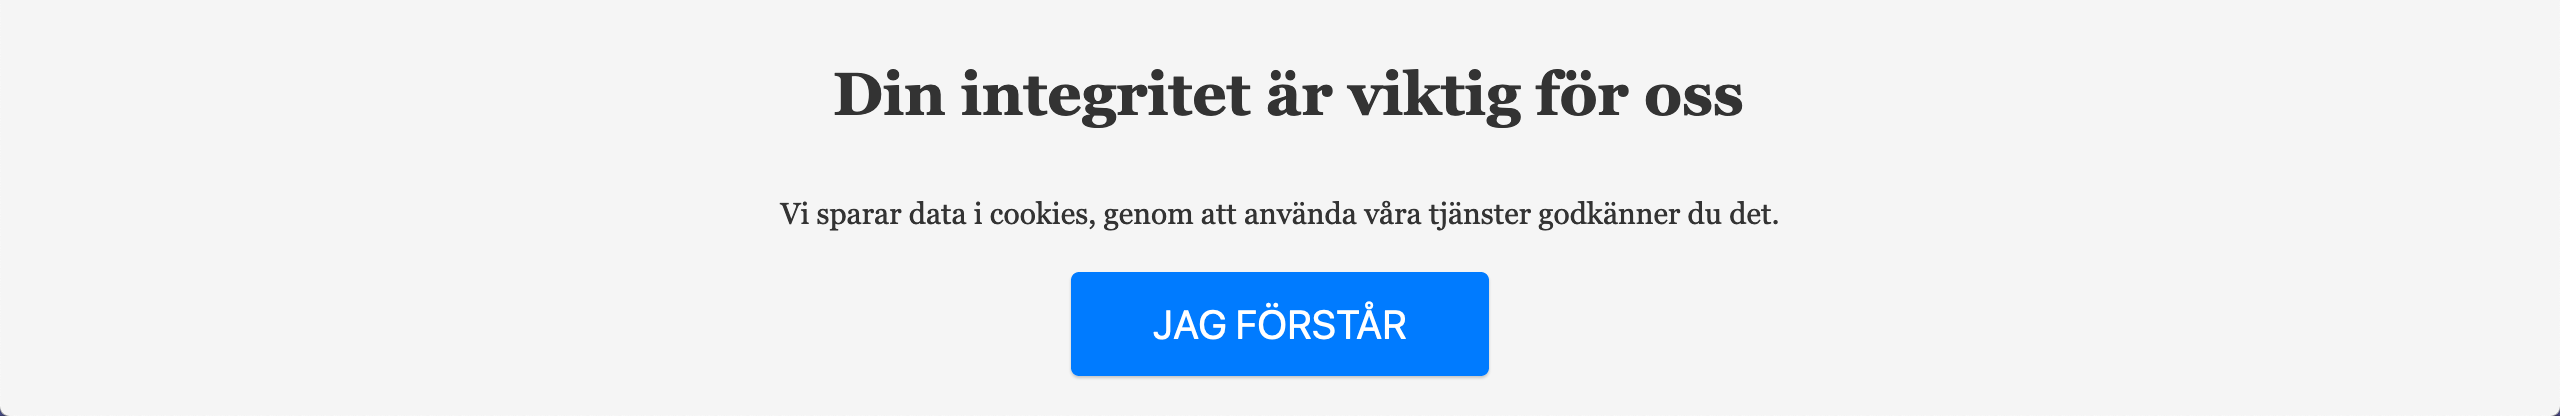 Din integritet är viktig för oss
Vi sparar data i cookies, genom att använda våra tjänster godkänner du det.
JAG FÖRSTÅR